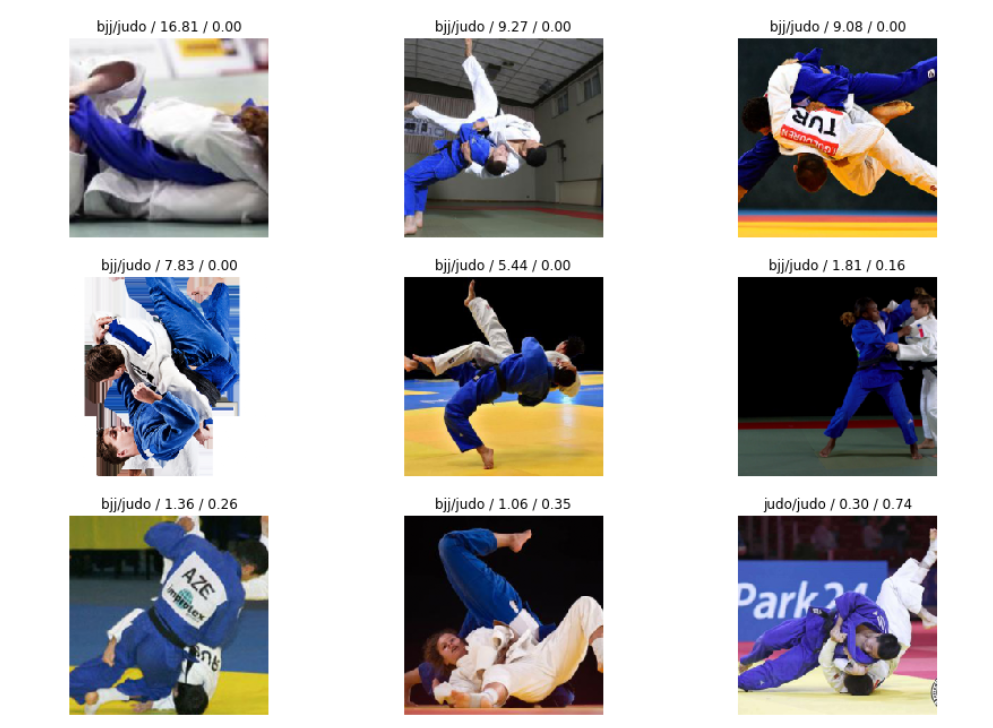 bjj/judo / 16.81 / 0.00
bjj/judo / 9.27 / 0.00
bjj/judo / 9.08 / 0.00
TUR
bjj/judo / 7.83 / 0.00
bjj/judo / 5.44 / 0.00
bjj/judo / 1.81 / 0.16
bjj/judo / 1.36 / 0.26
AZE
improtex
bjj/judo / 1.06 / 0.35
judo/judo / 0.30 / 0.74
Park24